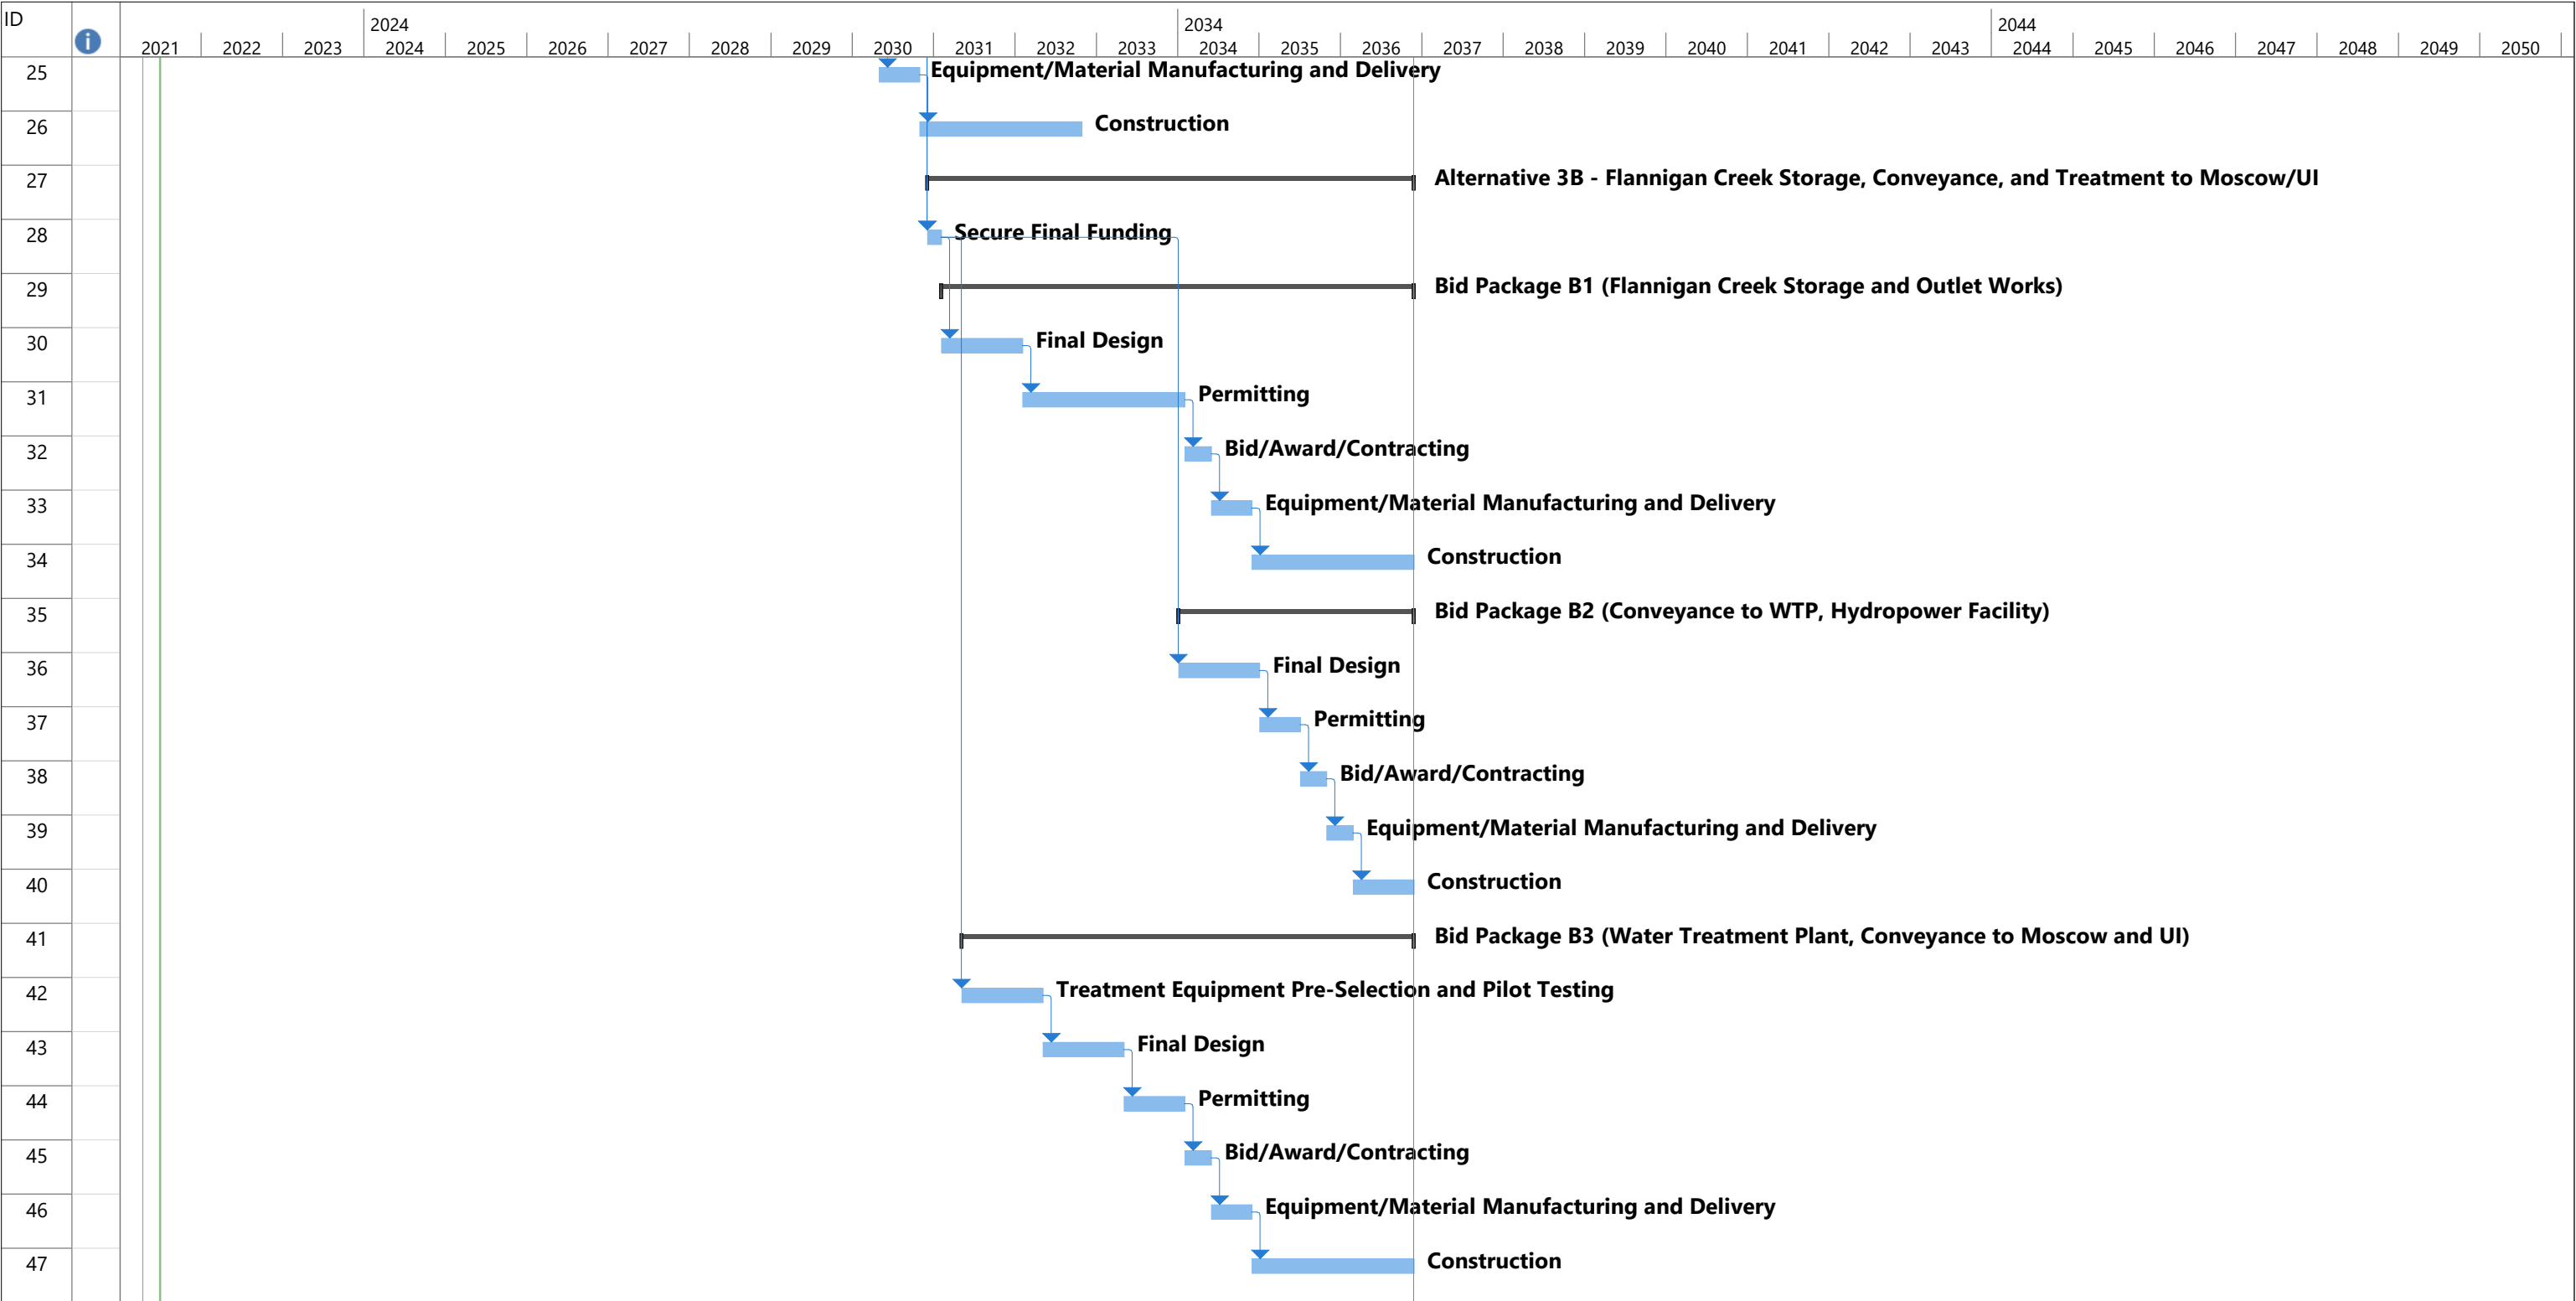 ID
i
2024 2034 2044
2021 2022 2023 2024 2025 2026 2027 2028 2029 2030 2031 2032 2033 2034 2035 2036 2037 2038 2039 2040 2041 2042 2043 2044 2045 2046 2047 2048 2049 2050
25 Equipment/Material Manufacturing and Delivery
26 Construction
27 Alternative 3B - Flannigan Creek Storage, Conveyance, and Treatment to Moscow/UI
28 Secure Final Funding
29 Bid Package B1 (Flannigan Creek Storage and Outlet Works)
30 Final Design
31 Permitting
32 Bid/Award/Contracting
33 Equipment/Material Manufacturing and Delivery
34 Construction
35 Bid Package B2 (Conveyance to WTP, Hydropower Facility)
36 Final Design
37 Permitting
38 Bid/Award/Contracting
39 Equipment/Material Manufacturing and Delivery
40 Construction
41 Bid Package B3 (Water Treatment Plant, Conveyance to Moscow and UI)
42 Treatment Equipment Pre-Selection and Pilot Testing
43 Final Design
44 Permitting
45 Bid/Award/Contracting
46 Equipment/Material Manufacturing and Delivery
47 Construction